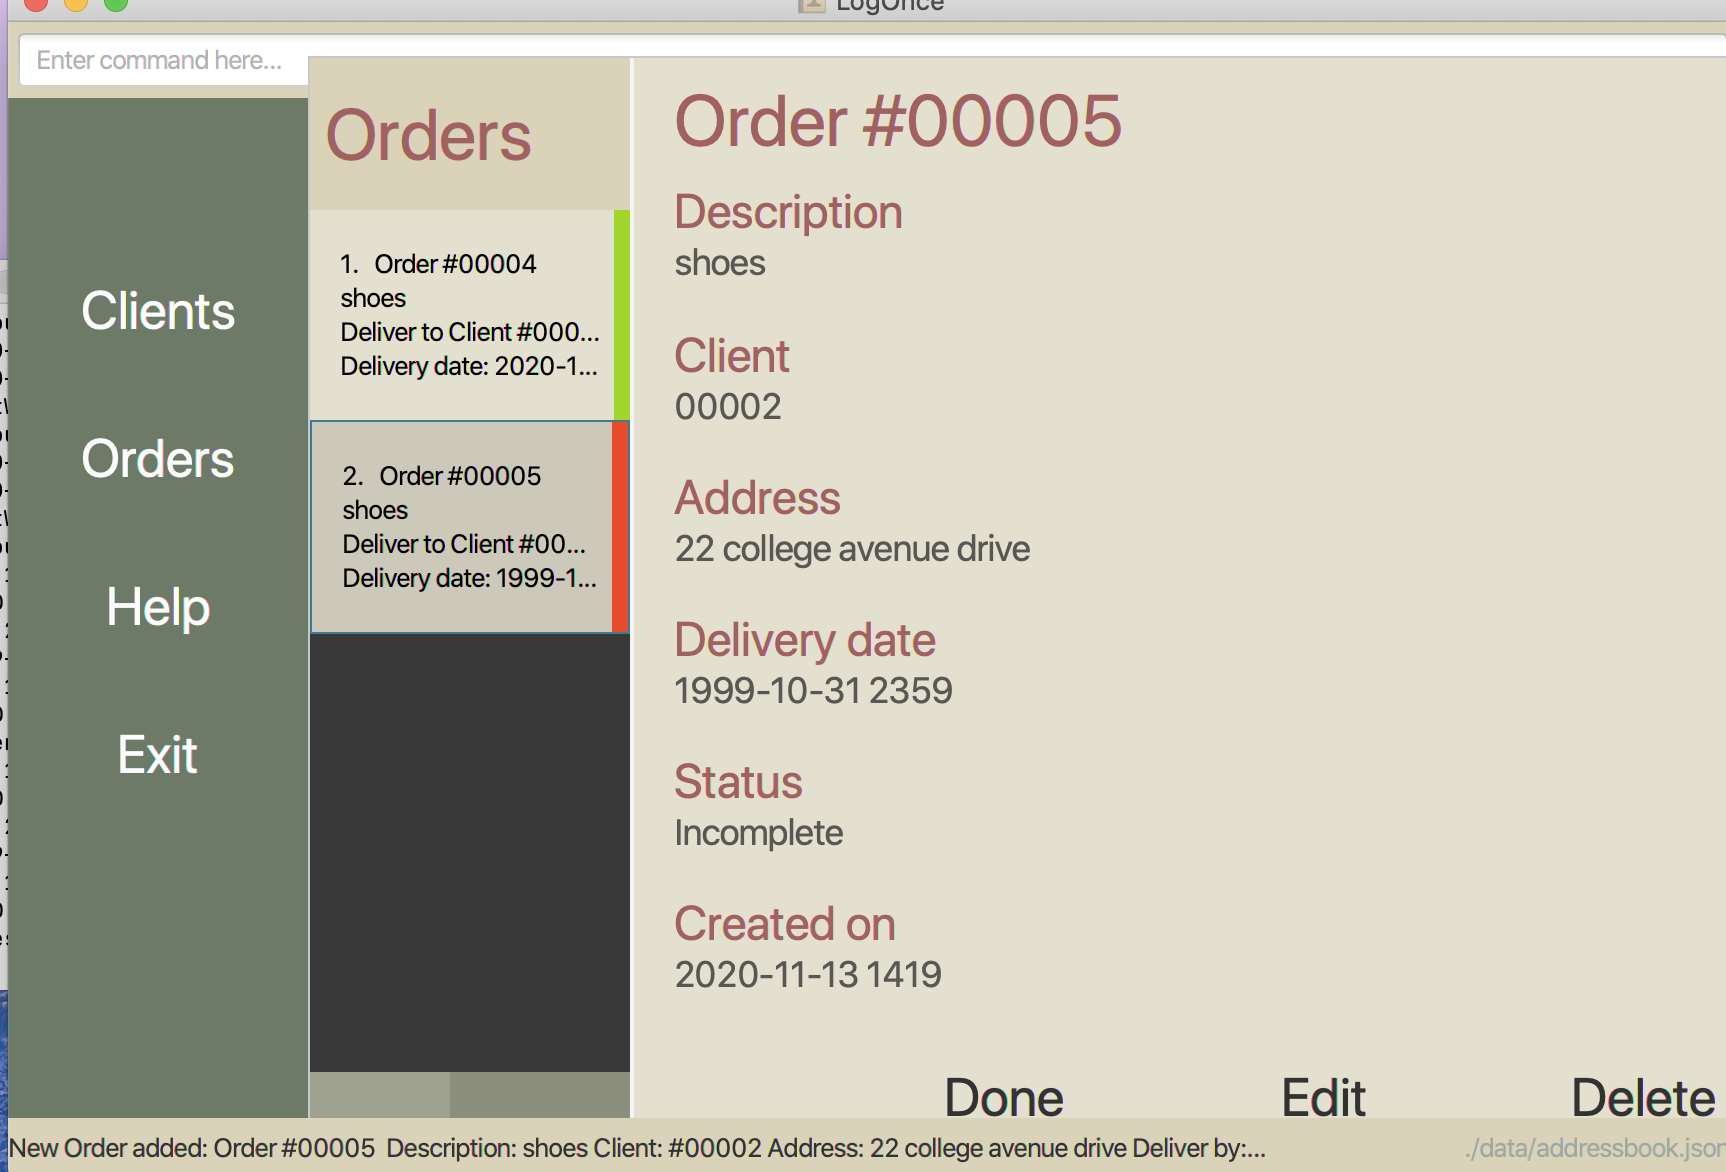 LogOnce
Enter command here...
Clients
Orders
Help
Exit
Orders
1. Order #00004
shoes
Deliver to Client #000...
Delivery date: 2020-1...
2. Order #00005
shoes
Deliver to Client #00...
Delivery date: 1999-1...
Order #00005
Description
shoes
Client
00002
Address
22 college avenue drive
Delivery date
1999-10-31 2359
Status
Incomplete
Created on
2020-11-13 1419
Done Edit Delete
New Order added: Order #00005 Description: shoes Client: #00002 Address: 22 college avenue drive Deliver by:...
./data/addressbook.json